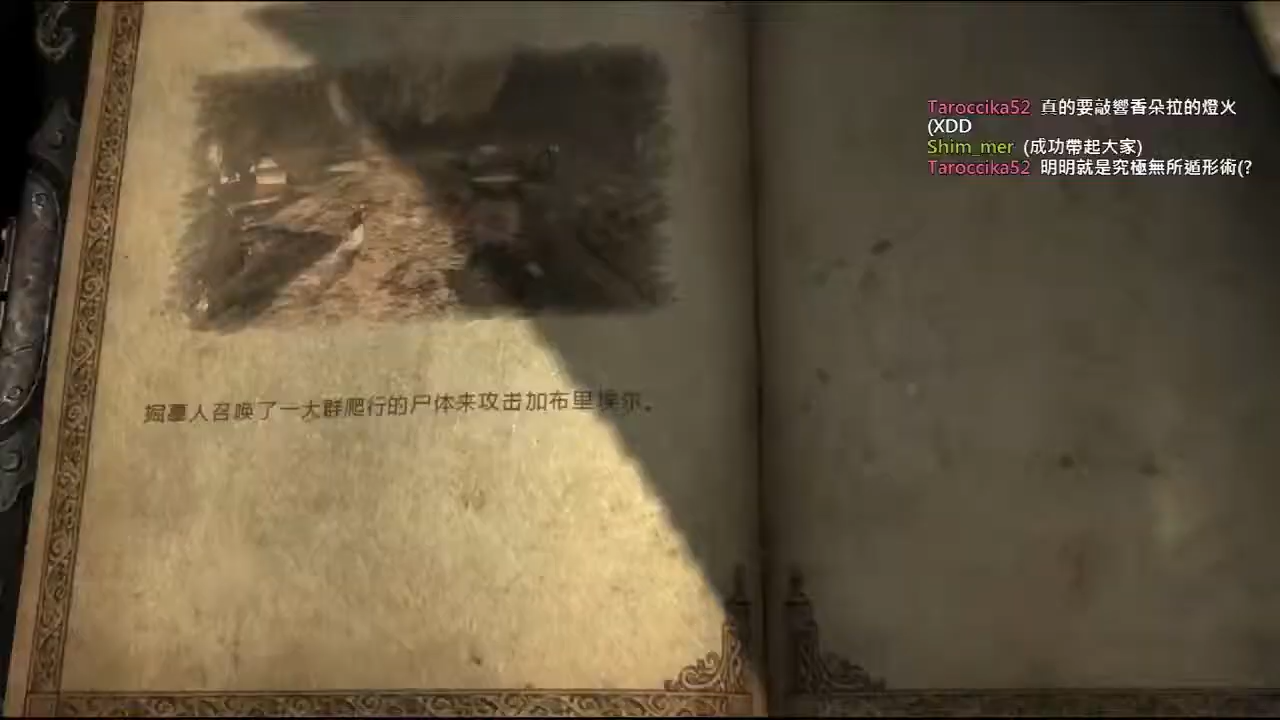 掘墓人召唤了一大群爬行的尸体来攻击加布里埃尔。
Taroccika52 真的要敲響香朵拉的燈火
(XDD
Shim_mer (成功帶起大家)
Taroccika52 明明就是究極無所遁形術(?